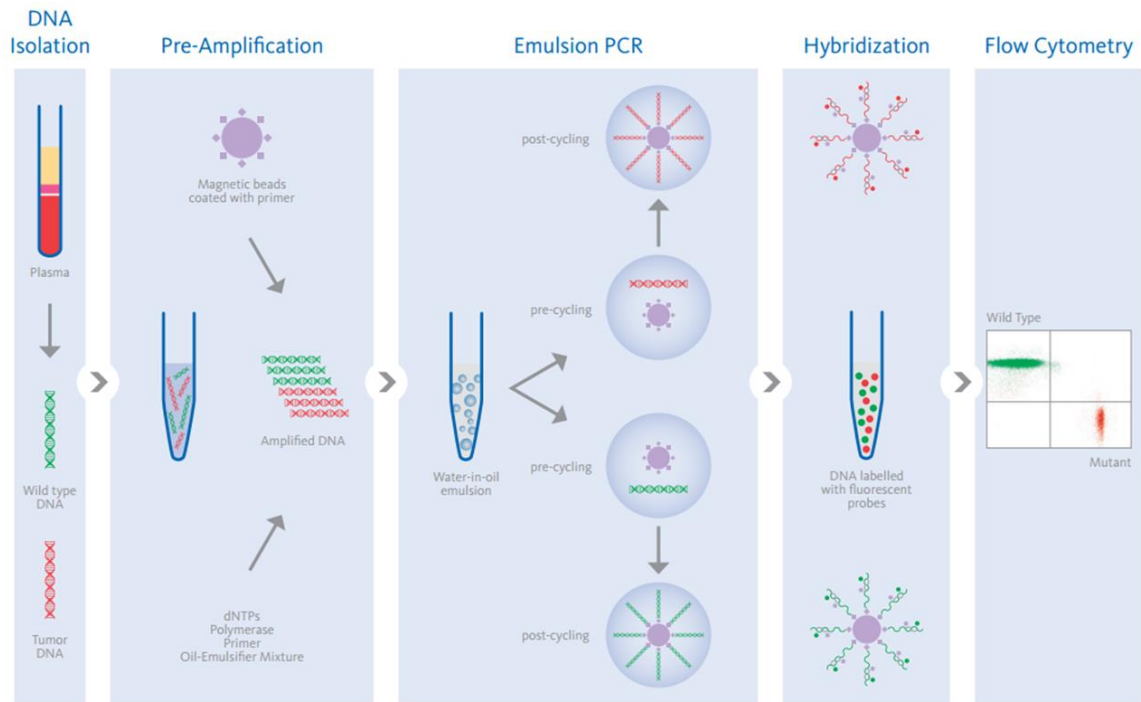 DNA
Isolation
Pre-Amplification
Emulsion PCR
Hybridization
Flow Cytometry
Plasma
Wild type
DNA
Tumor
DNA
Magnetic beads
coated with primer
Amplified DNA
dNTPs
Polymerase
Primer
Oil-Emulsifier Mixture
Water-in-oil
emulsion
post-cycling
pre-cycling
pre-cycling
post-cycling
DNA labelled
with fluorescent
probes
Wild Type
Mutant